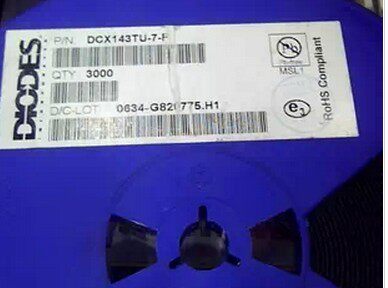 DIODES
P/N DCX143TU-7-F
QTY 3000
D/C-LOT 0634-G820775.H1
Pb
MSL1
e3
RoHS Compliant